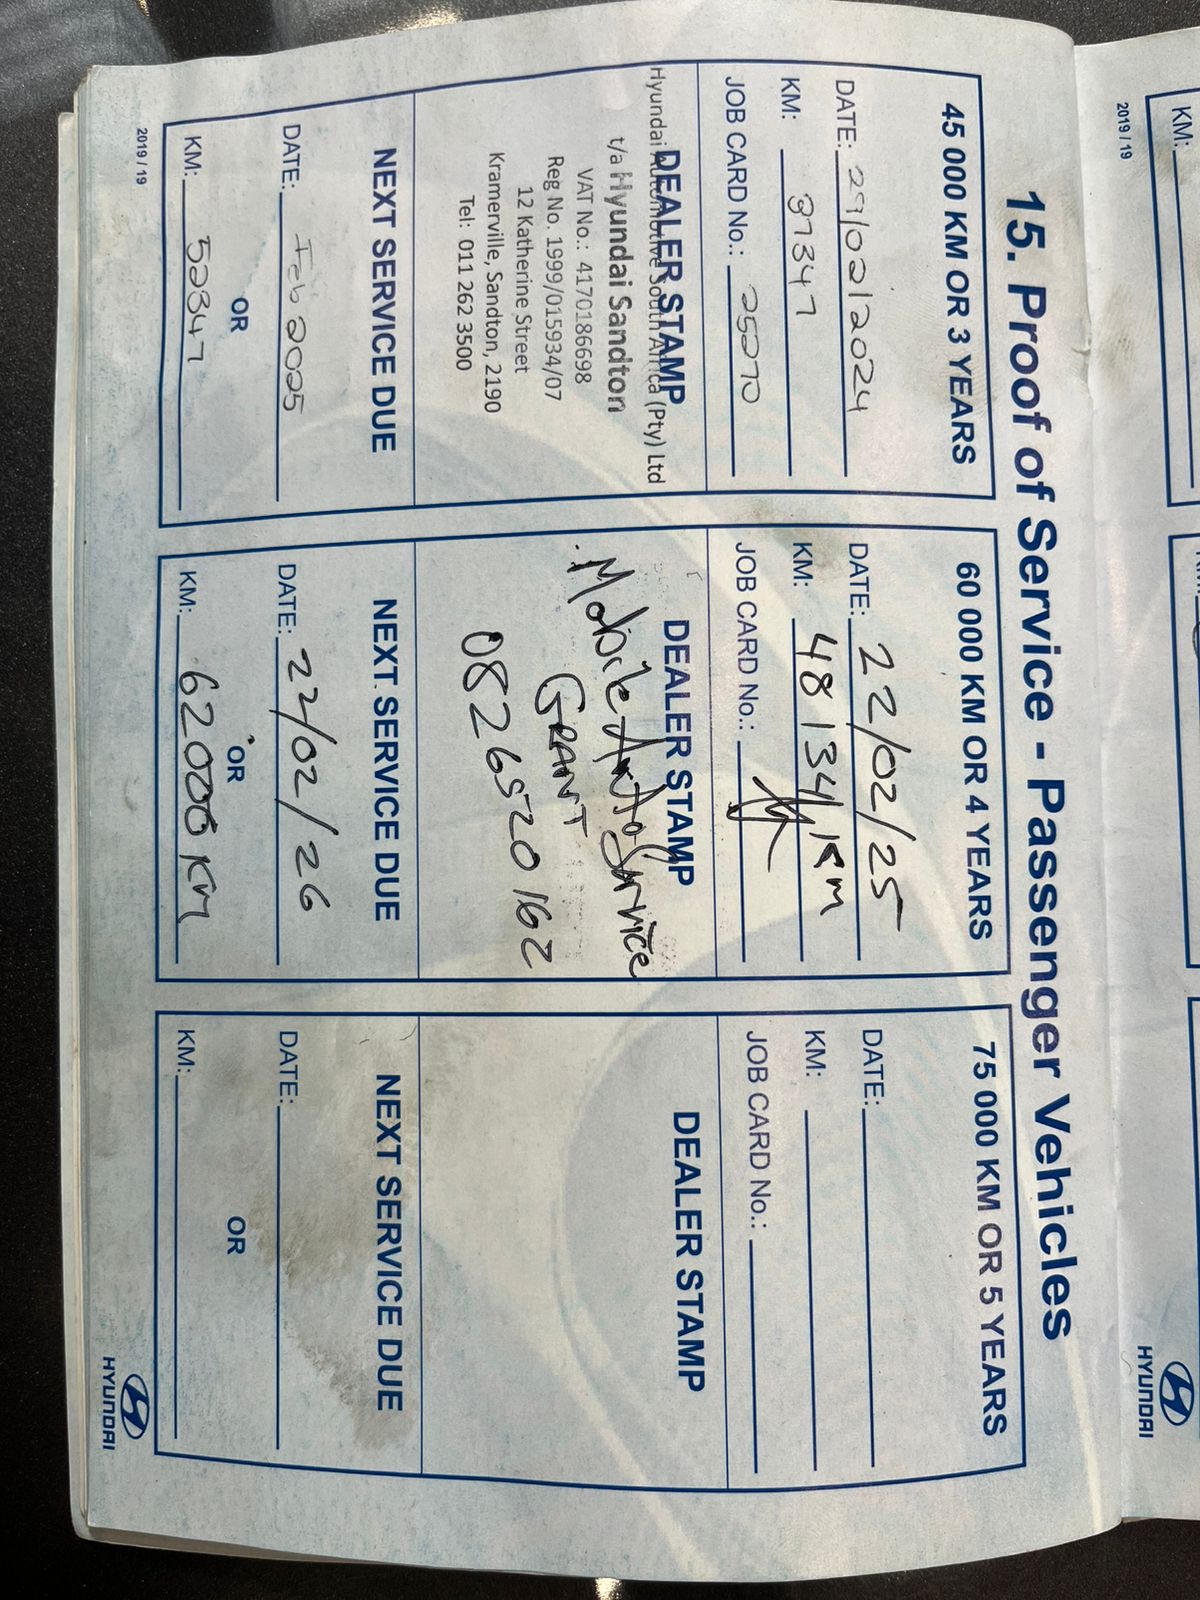 15. Proof of Service - Passenger Vehicles
45 000 KM OR 3 YEARS
DATE: 29/02/2024
KM: 37347
JOB CARD No.: 25270
DEALER STAMP
Hyundai Automotive South Africa (Pty) Ltd
t/a Hyundai Sandton
VAT No.: 4170186698
Reg No. 1999/015934/07
12 Katherine Street
Kramerville, Sandton, 2190
Tel: 011 262 3500
NEXT SERVICE DUE
DATE: Feb 2025
OR
KM: 52347
2019 / 19
60 000 KM OR 4 YEARS
DATE: 22/02/25
KM: 48 134 KM
JOB CARD No.:
DEALER STAMP
Mobile Auto Service
GRANT
0826520162
NEXT SERVICE DUE
DATE: 22/02/26
OR
KM: 62000 KM
75 000 KM OR 5 YEARS
DATE:
KM:
JOB CARD No.:
DEALER STAMP
NEXT SERVICE DUE
DATE:
OR
KM:
HYUNDAI
KM:
2019 / 19
HYUNDAI